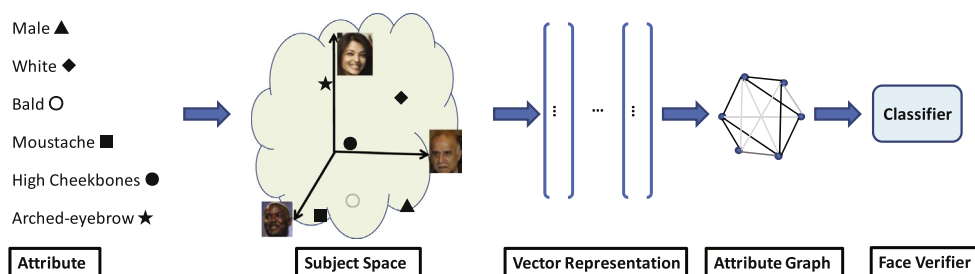 Male
White
Bald
Moustache
High Cheekbones
Arched-eyebrow
Classifier
Attribute
Subject Space
Vector Representation
Attribute Graph
Face Verifier